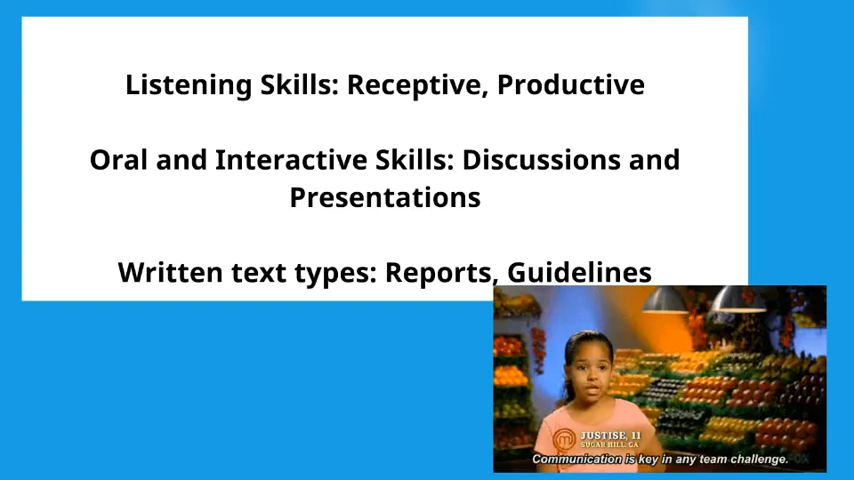 Listening Skills: Receptive, Productive
Oral and Interactive Skills: Discussions and
Presentations
Written text types: Reports, Guidelines
JUSTISE, 11
SUGAR HILL, GA
Communication is key in any team challenge.